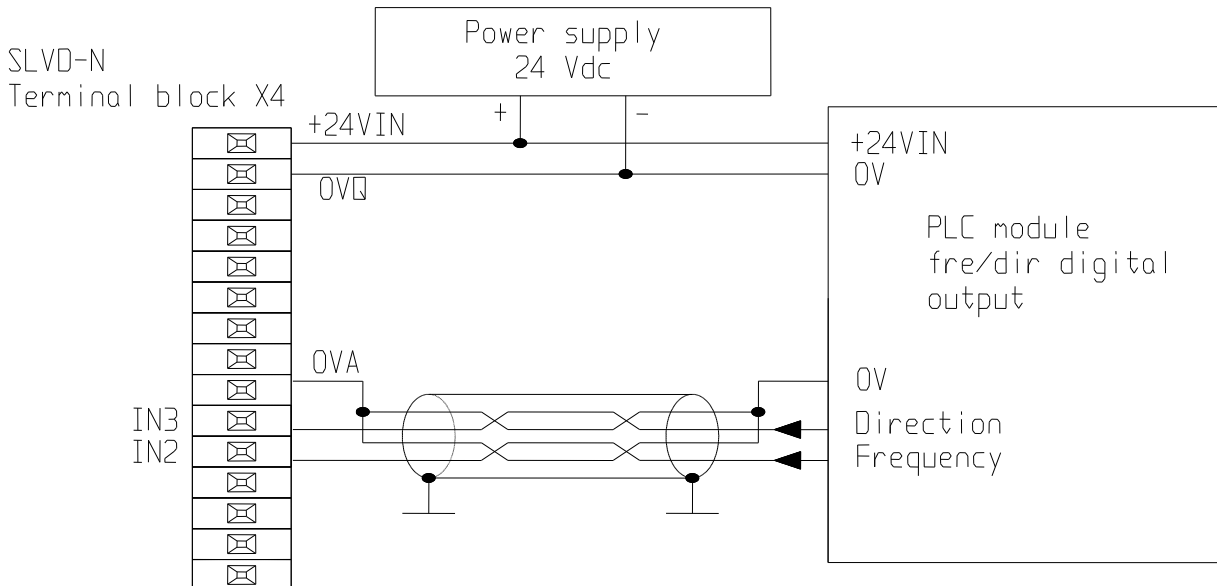 Power supply
24 Vdc
SLVD-N
Terminal block X4
+ -
+24VIN
0VQ
+24VIN
0V
PLC module
fre/dir digital
output
0VA
0V
IN3
Direction
IN2
Frequency